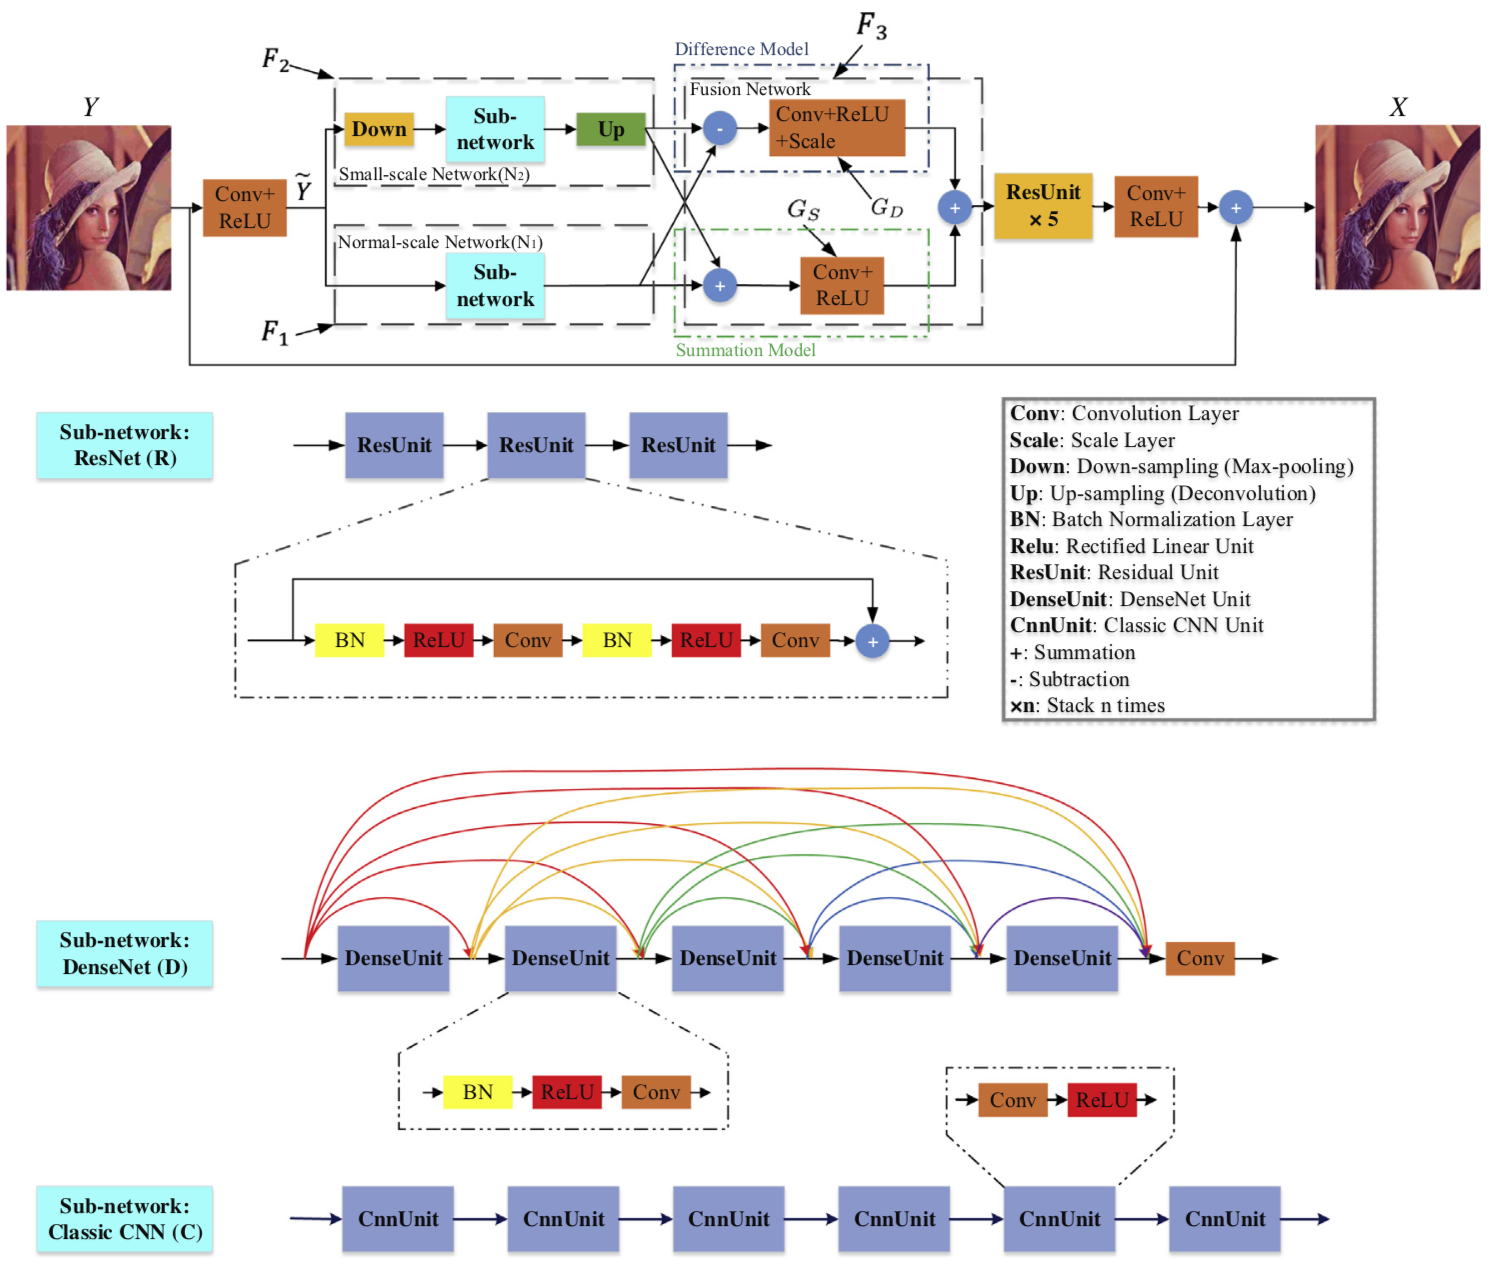 F₃
Difference Model
F₂
Fusion Network
Y
X
Down
Sub-
network
Up
-
Conv+ReLU
+Scale
Small-scale Network(N₂)
Conv+
ReLU
Ỹ
G_S
G_D
+
ResUnit
× 5
Conv+
ReLU
+
Normal-scale Network(N₁)
Sub-
network
+
Conv+
ReLU
F₁
Summation Model
Sub-network:
ResNet (R)
ResUnit
ResUnit
ResUnit
BN
ReLU
Conv
BN
ReLU
Conv
+
Conv: Convolution Layer
Scale: Scale Layer
Down: Down-sampling (Max-pooling)
Up: Up-sampling (Deconvolution)
BN: Batch Normalization Layer
Relu: Rectified Linear Unit
ResUnit: Residual Unit
DenseUnit: DenseNet Unit
CnnUnit: Classic CNN Unit
+: Summation
-: Subtraction
×n: Stack n times
Sub-network:
DenseNet (D)
DenseUnit
DenseUnit
DenseUnit
DenseUnit
DenseUnit
Conv
BN
ReLU
Conv
Conv
ReLU
Sub-network:
Classic CNN (C)
CnnUnit
CnnUnit
CnnUnit
CnnUnit
CnnUnit
CnnUnit